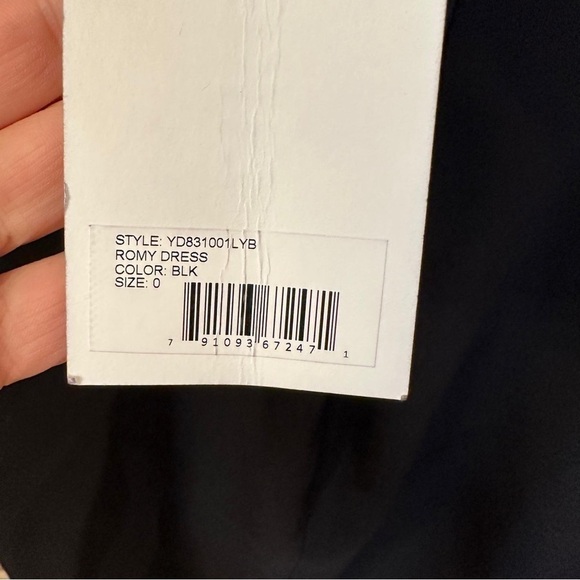 STYLE: YD831001LYB
ROMY DRESS
COLOR: BLK
SIZE: 0
7 91093 67247 1